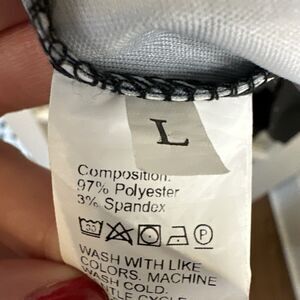 L
Composition:
97% Polyester
3% Spandex
P
WASH WITH LIKE
COLORS. MACHINE
WASH COLD.